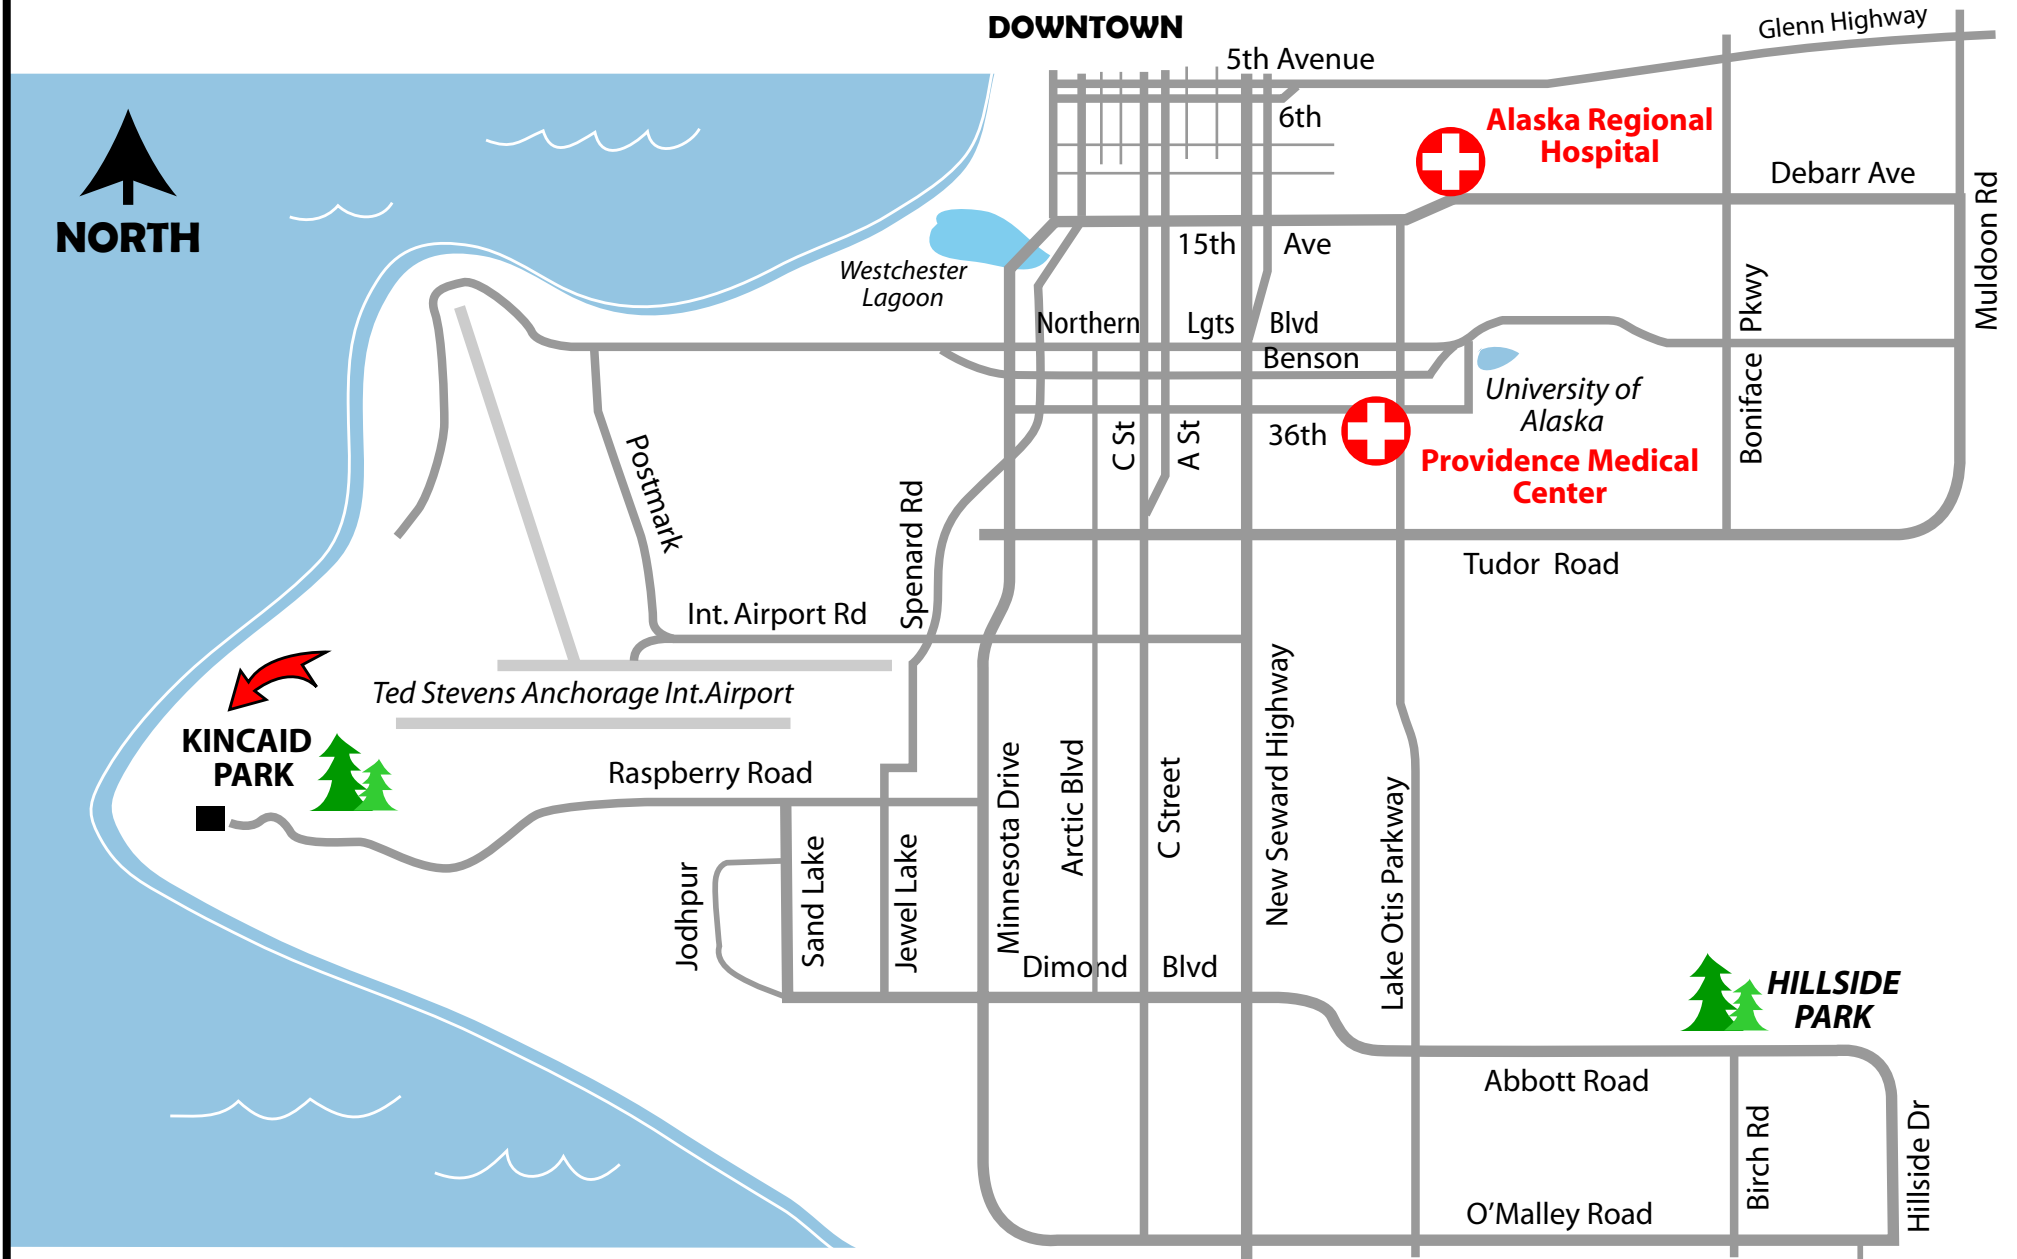 DOWNTOWN
Glenn Highway
5th Avenue
6th
Alaska Regional
Hospital
Debarr Ave
Muldoon Rd
NORTH
15th Ave
Westchester
Lagoon
Northern Lgts Blvd
Boniface Pkwy
Benson
University of
Alaska
C St
A St
36th
Providence Medical
Center
Postmark
Spenard Rd
Tudor Road
Int. Airport Rd
Ted Stevens Anchorage Int.Airport
KINCAID
PARK
Raspberry Road
Minnesota Drive
Arctic Blvd
C Street
New Seward Highway
Lake Otis Parkway
Jodhpur
Sand Lake
Jewel Lake
Dimond Blvd
HILLSIDE
PARK
Abbott Road
Birch Rd
Hillside Dr
O'Malley Road